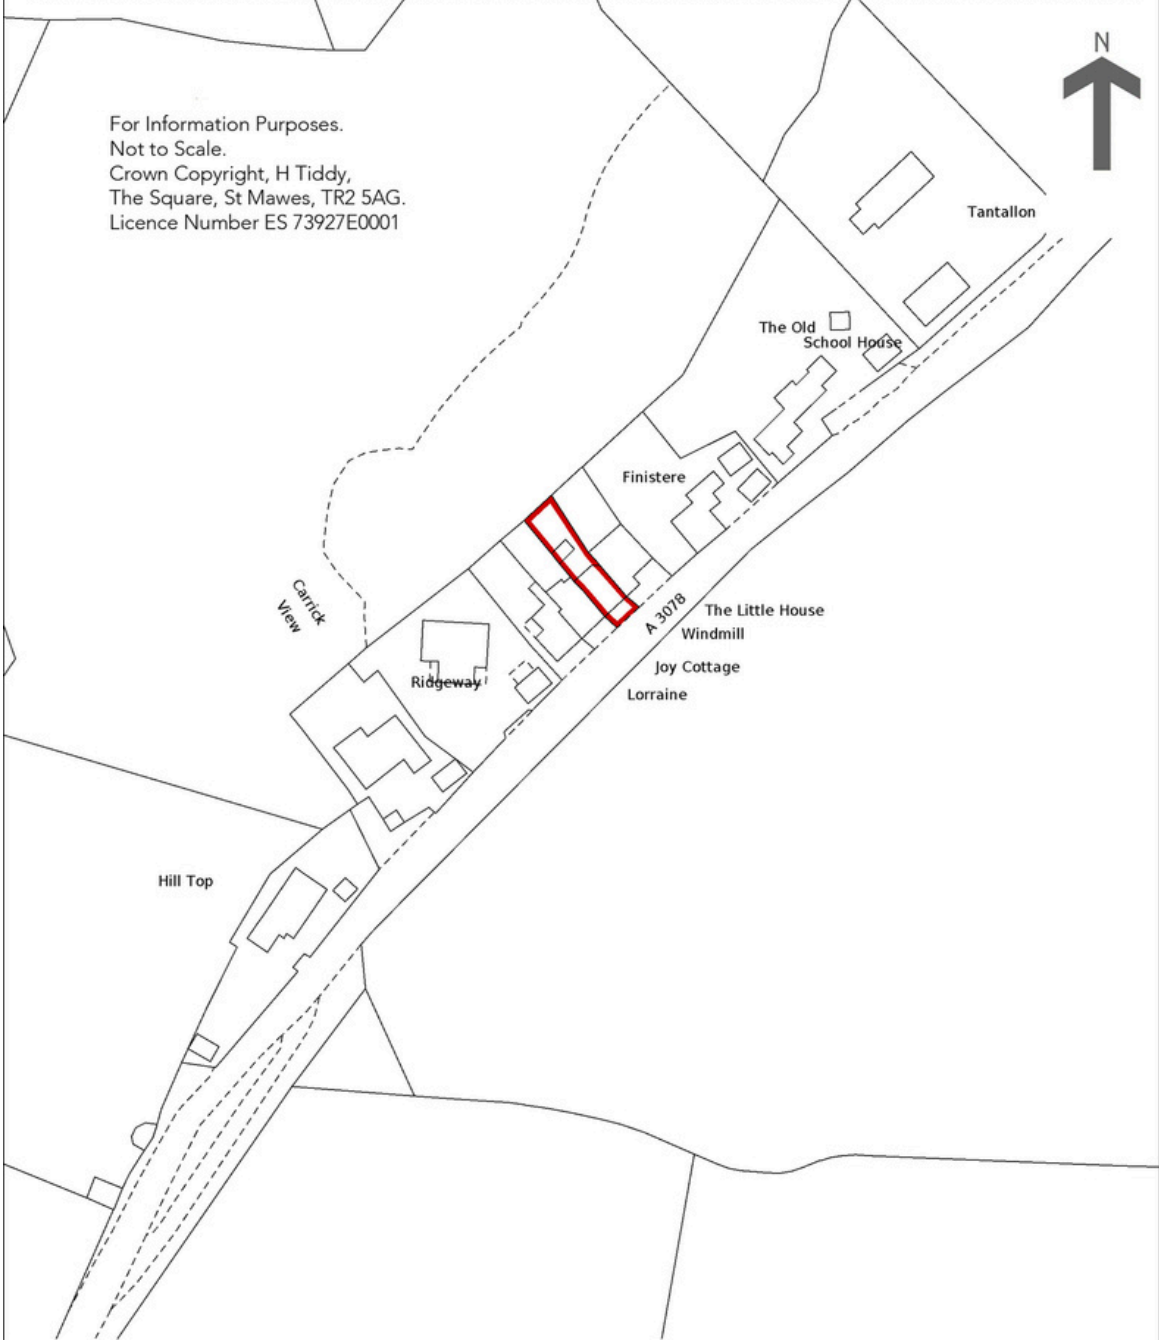 N
For Information Purposes.
Not to Scale.
Crown Copyright, H Tiddy,
The Square, St Mawes, TR2 5AG.
Licence Number ES 73927E0001
Tantallon
The Old
School House
Finistere
Carrick
View
A 3078
The Little House
Windmill
Joy Cottage
Lorraine
Ridgeway
Hill Top